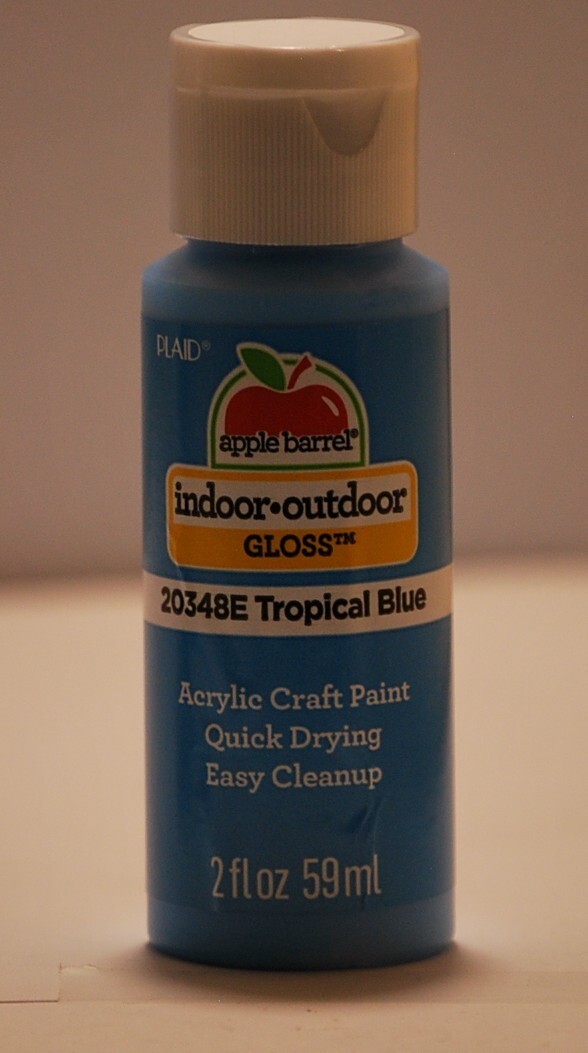 PLAID®
apple barrel®
indoor•outdoor
GLOSS™
20348E Tropical Blue
Acrylic Craft Paint
Quick Drying
Easy Cleanup
2 fl oz 59 ml